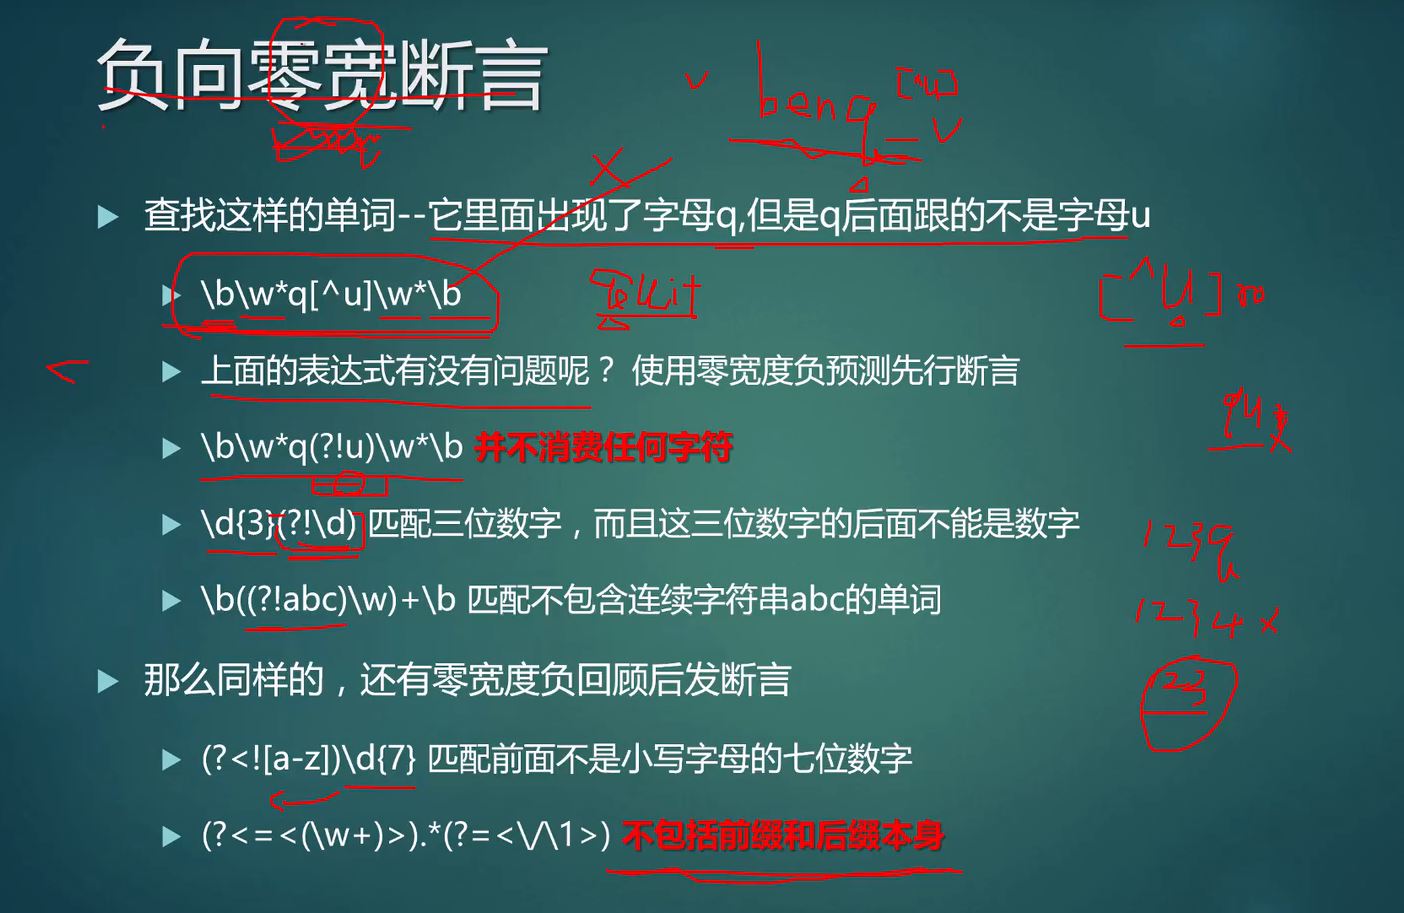 负向零宽断言
benq
[^u]
查找这样的单词--它里面出现了字母q,但是q后面跟的不是字母u
\b\w*q[^u]\w*\b
[^u]
上面的表达式有没有问题呢？ 使用零宽度负预测先行断言
\b\w*q(?!u)\w*\b 并不消费任何字符
\d{3}(?!\d) 匹配三位数字，而且这三位数字的后面不能是数字
123q
\b((?!abc)\w)+\b 匹配不包含连续字符串abc的单词
1234 x
那么同样的，还有零宽度负回顾后发断言
123
(?<![a-z])\d{7} 匹配前面不是小写字母的七位数字
(?<=<(\w+)>).*(?=<\/\1>) 不包括前缀和后缀本身